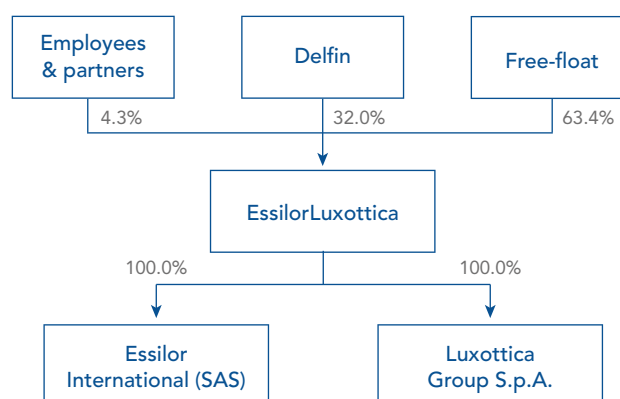 Employees
& partners
Delfin
Free-float
4.3%
32.0%
63.4%
EssilorLuxottica
100.0%
100.0%
Essilor
International (SAS)
Luxottica
Group S.p.A.